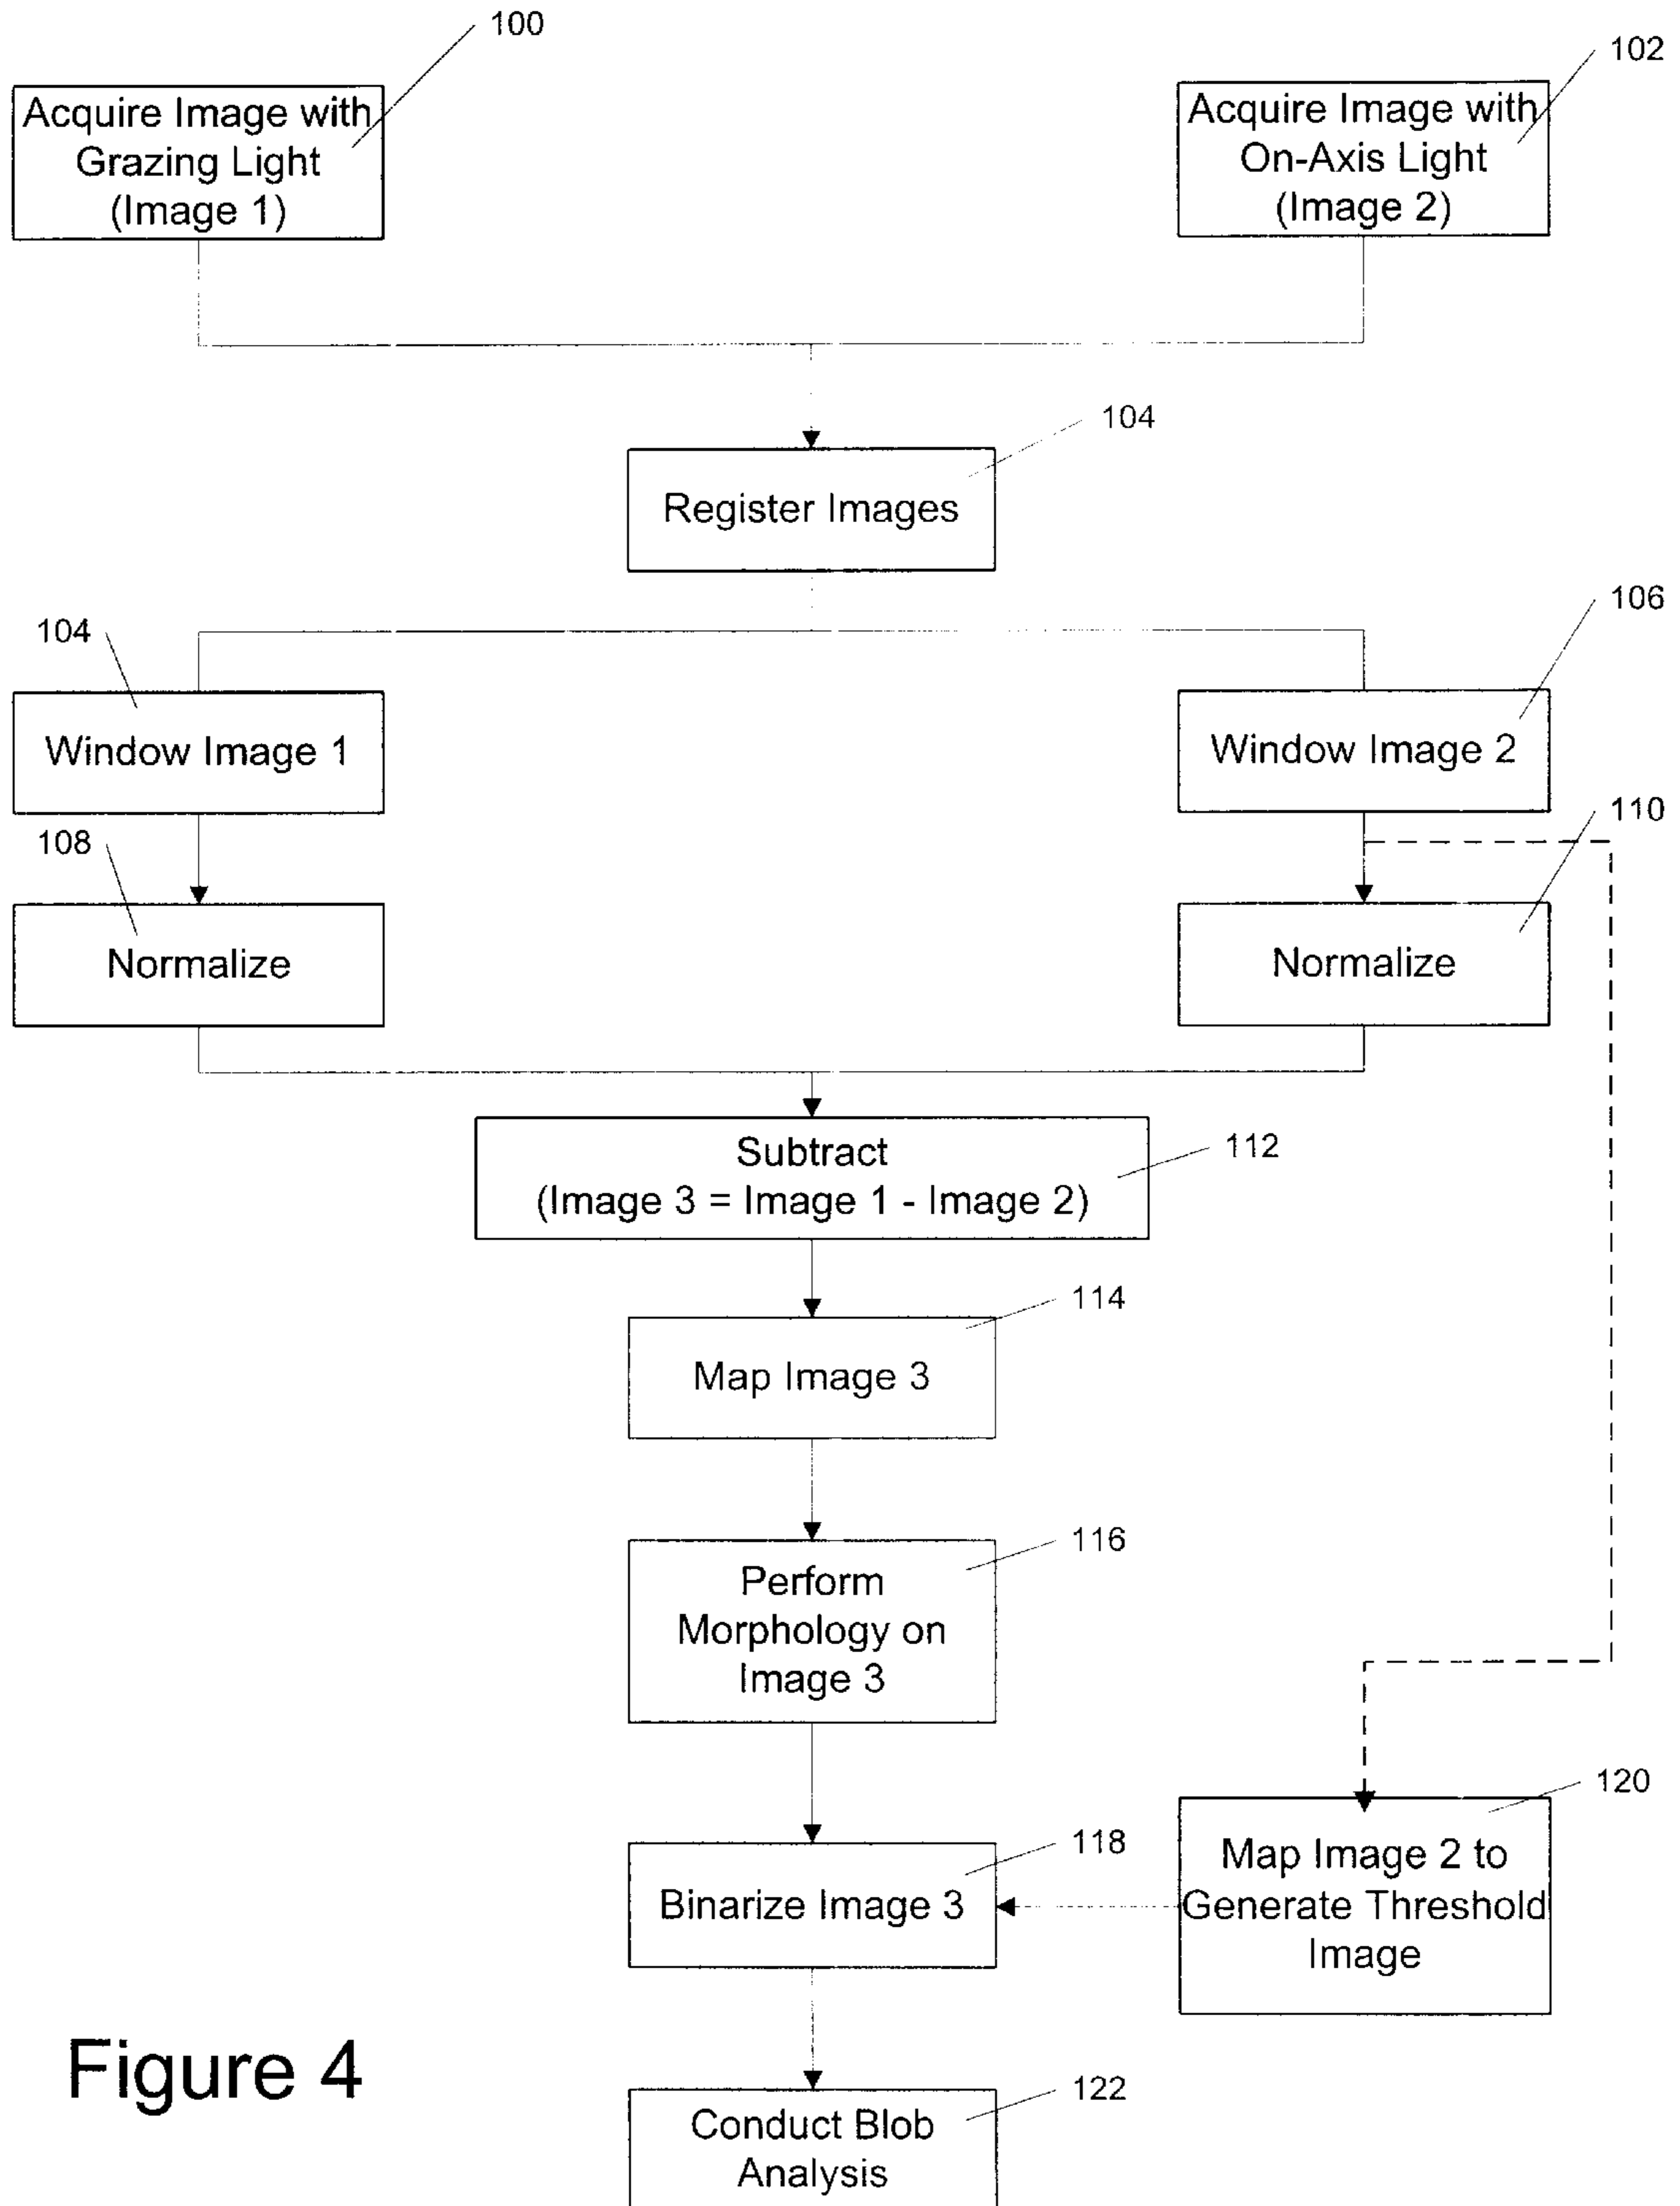 100
102
Acquire Image with
Grazing Light
(Image 1)
Acquire Image with
On-Axis Light
(Image 2)
104
Register Images
104
106
Window Image 1
Window Image 2
108
110
Normalize
Normalize
Subtract
(Image 3 = Image 1 - Image 2)
112
114
Map Image 3
116
Perform
Morphology on
Image 3
118
120
Binarize Image 3
Map Image 2 to
Generate Threshold
Image
122
Conduct Blob
Analysis
Figure 4